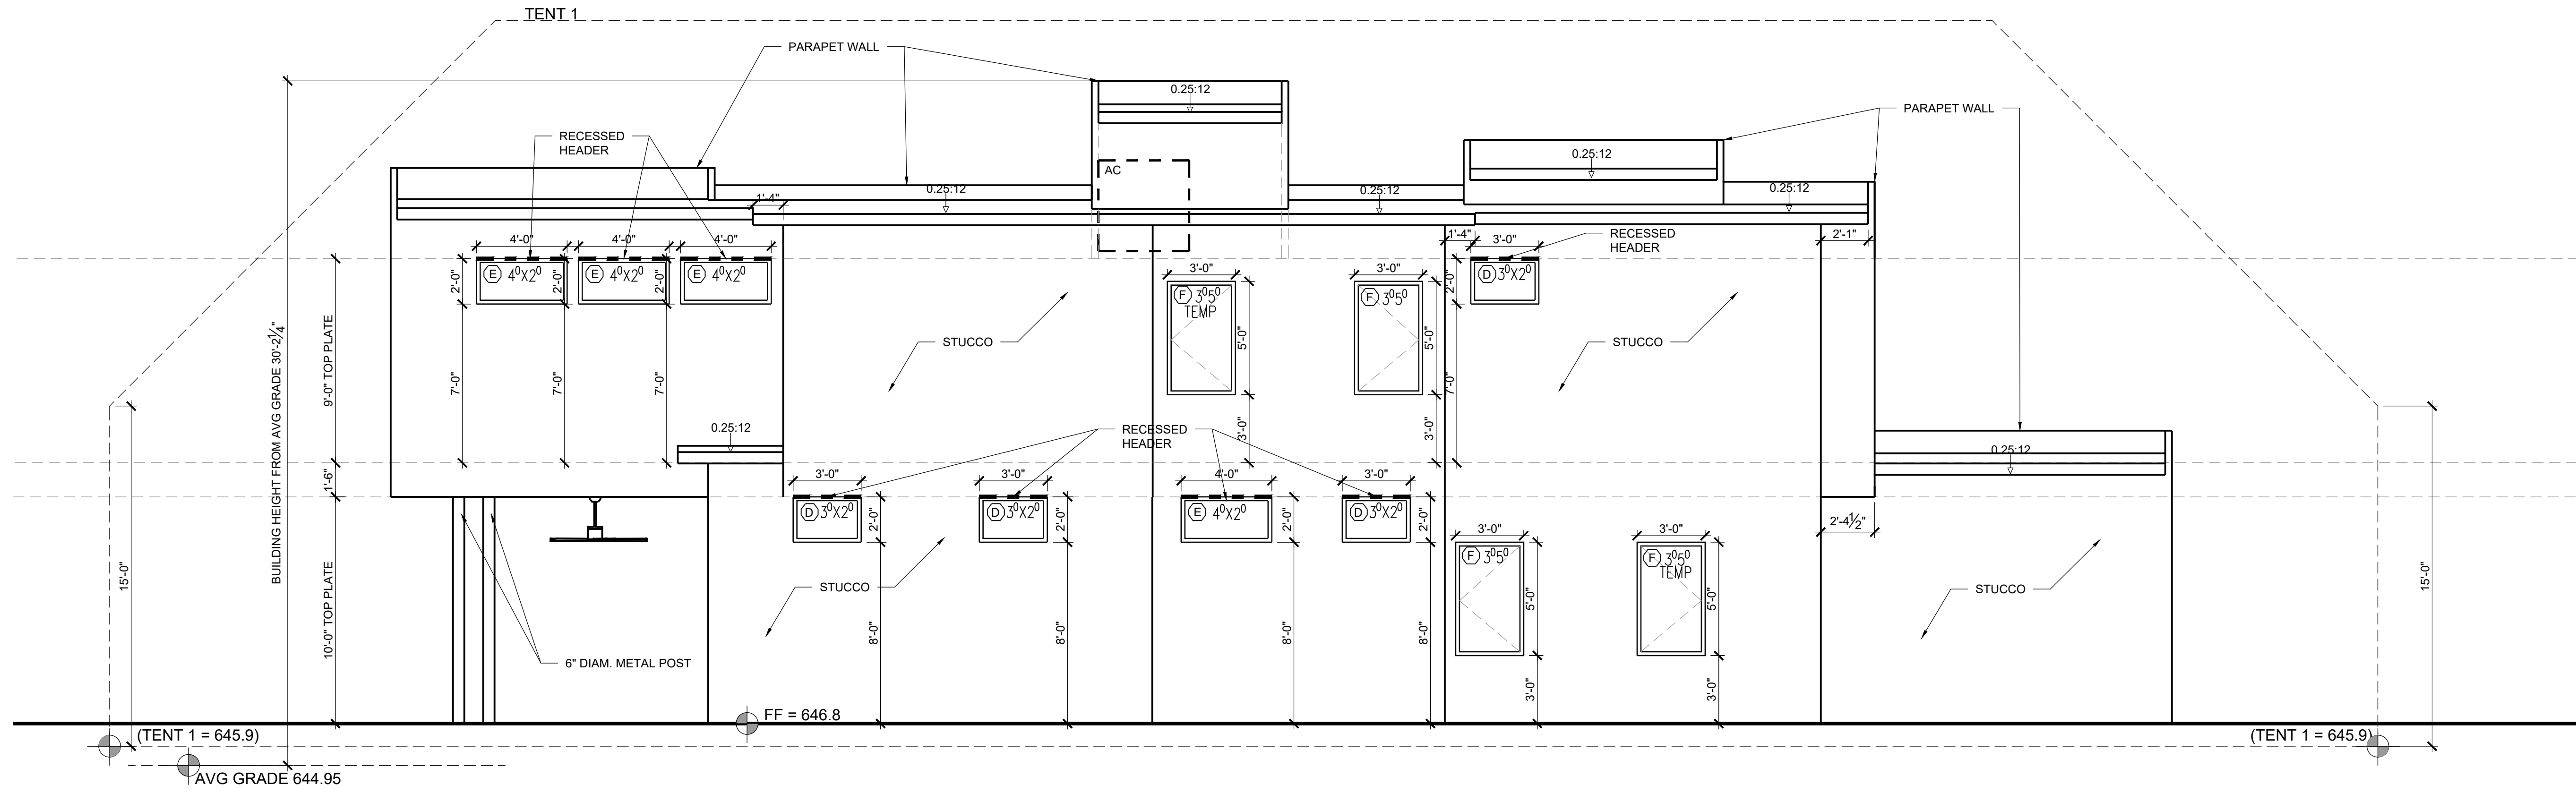 TENT 1
PARAPET WALL
0.25:12
PARAPET WALL
RECESSED
HEADER
0.25:12
AC
0.25:12
0.25:12
0.25:12
1'-4"
4'-0"
4'-0"
4'-0"
1'-4"
3'-0"
RECESSED
HEADER
2'-1"
E 4⁰X2⁰
E 4⁰X2⁰
E 4⁰X2⁰
2'-0"
2'-0"
2'-0"
3'-0"
3'-0"
2'-0"
D 3⁰X2⁰
F 3⁰5⁰
TEMP
F 3⁰5⁰
BUILDING HEIGHT FROM AVG GRADE 30'-2½"
9'-0" TOP PLATE
7'-0"
7'-0"
7'-0"
STUCCO
5'-0"
5'-0"
7'-0"
STUCCO
0.25:12
RECESSED
HEADER
3'-0"
3'-0"
0.25:12
1'-6"
3'-0"
3'-0"
4'-0"
3'-0"
D 3⁰X2⁰
2'-0"
D 3⁰X2⁰
2'-0"
E 4⁰X2⁰
2'-0"
D 3⁰X2⁰
2'-0"
3'-0"
3'-0"
2'-4½"
F 3⁰5⁰
F 3⁰5⁰
TEMP
15'-0"
10'-0" TOP PLATE
STUCCO
5'-0"
5'-0"
STUCCO
15'-0"
8'-0"
8'-0"
8'-0"
8'-0"
6" DIAM. METAL POST
3'-0"
3'-0"
FF = 646.8
(TENT 1 = 645.9)
(TENT 1 = 645.9)
AVG GRADE 644.95